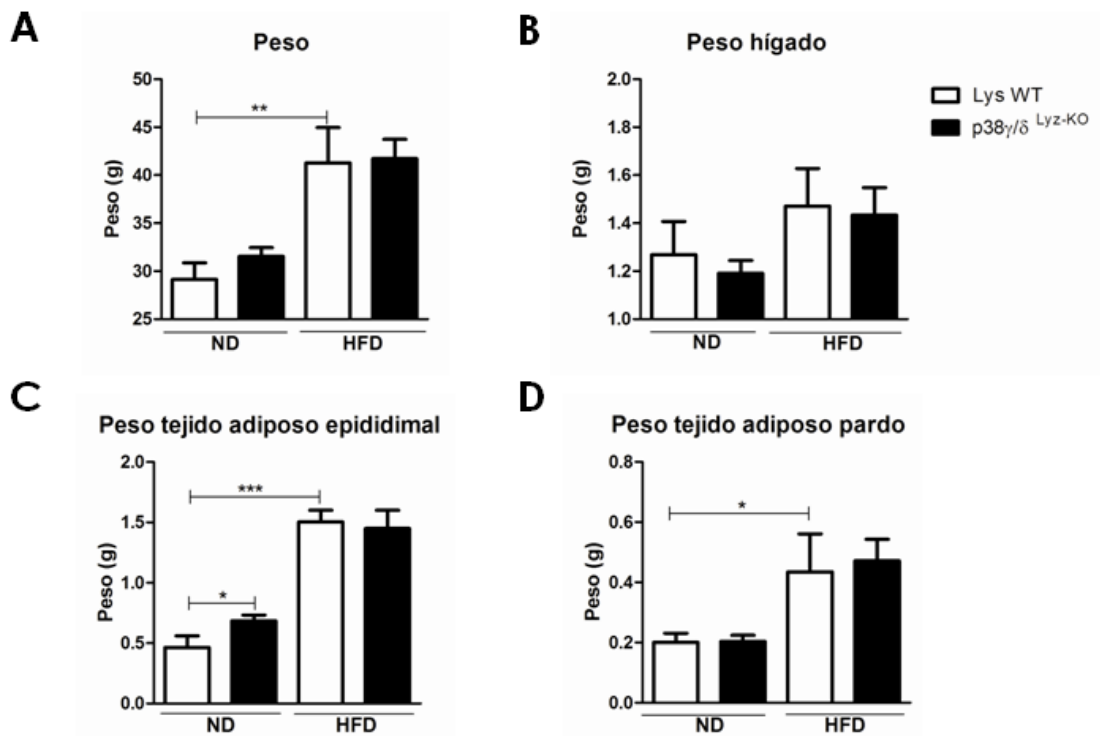 A
Peso
Peso (g)
50
45
40
35
30
25
**
ND
HFD
B
Peso hígado
Peso (g)
2.0
1.8
1.6
1.4
1.2
1.0
ND
HFD
Lys WT
p38γ/δ Lyz-KO
C
Peso tejido adiposo epididimal
Peso (g)
2.0
1.5
1.0
0.5
0.0
***
*
ND
HFD
D
Peso tejido adiposo pardo
Peso (g)
0.8
0.6
0.4
0.2
0.0
*
ND
HFD